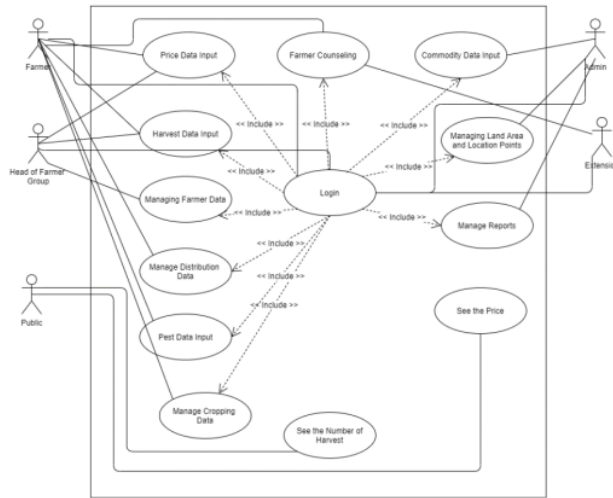 Price Data Input
Farmer Counseling
Commodity Data Input
Farmer
Admin
<< Include >>
<< Include >>
<< Include >>
Harvest Data Input
Managing Land Area
and Location Points
Head of Farmer
Group
<< Include >>
<< Include >>
Extensic
Managing Farmer Data
Login
<< Include >>
<< Include >>
Manage Reports
<< Include >>
Manage Distribution
Data
<< Include >>
<< Include >>
Public
See the Price
Pest Data Input
Manage Cropping
Data
See the Number of
Harvest